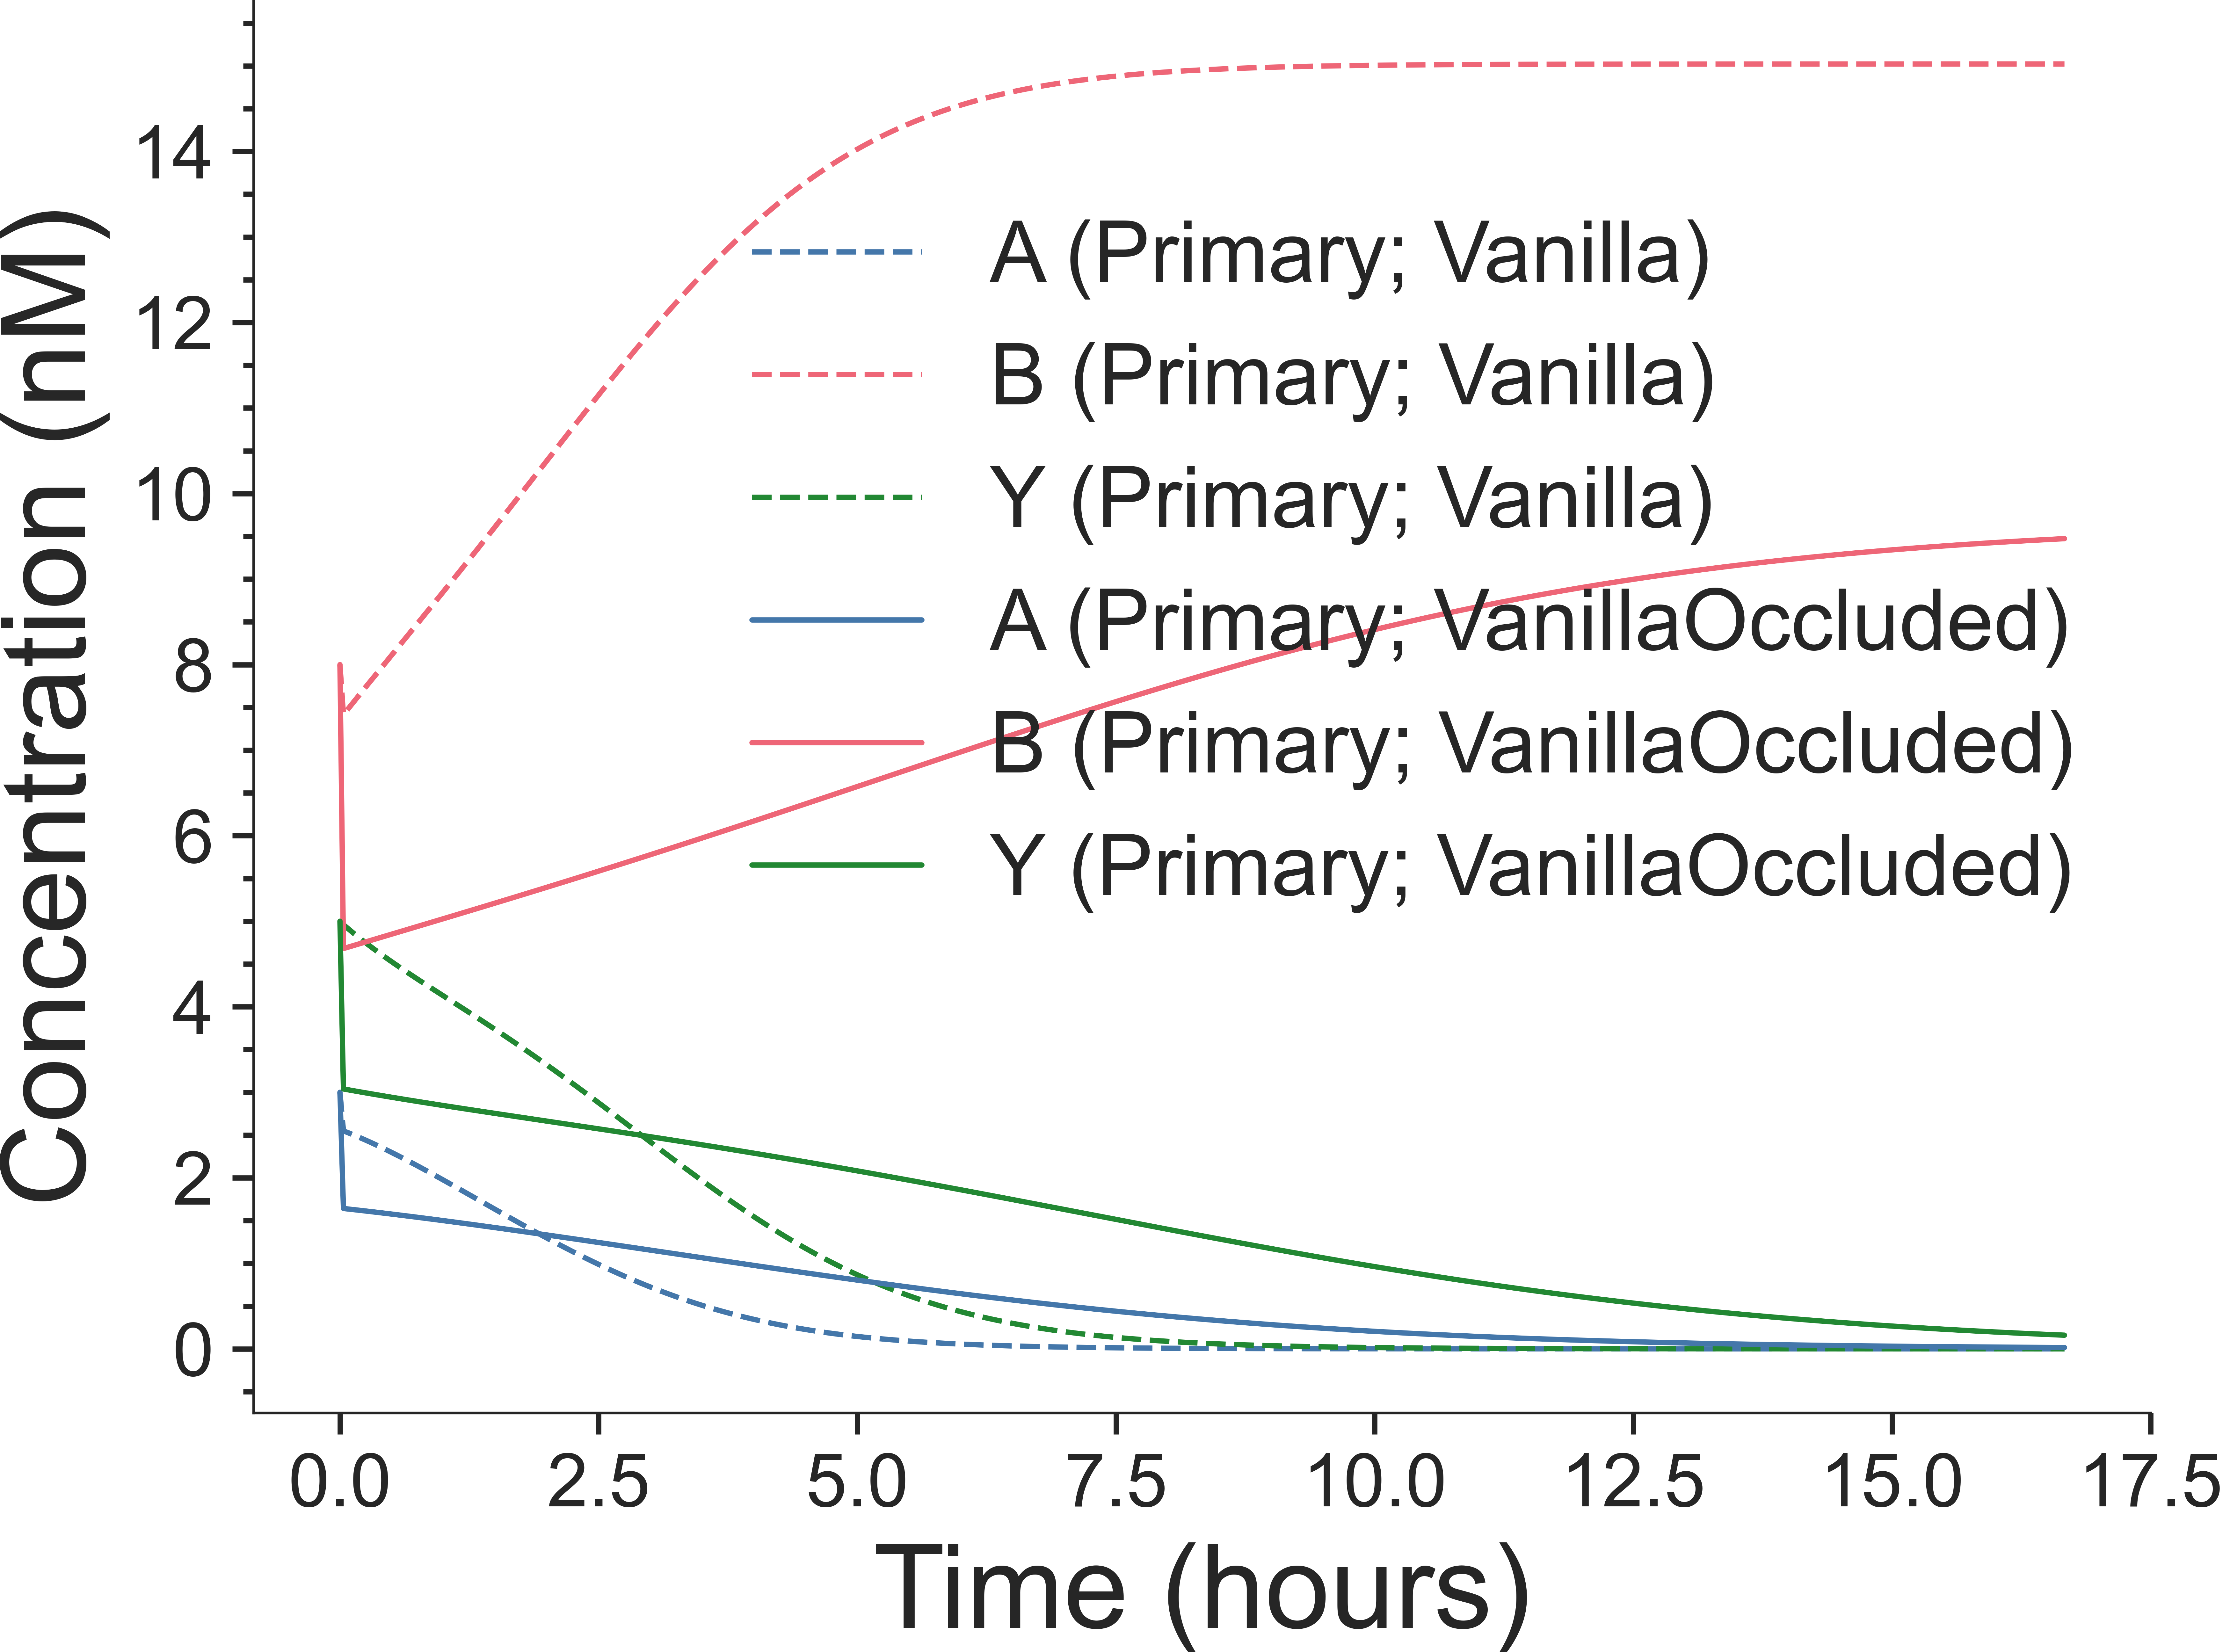 Concentration (nM)
14
12
10
8
6
4
2
0
A (Primary; Vanilla)
B (Primary; Vanilla)
Y (Primary; Vanilla)
A (Primary; VanillaOccluded)
B (Primary; VanillaOccluded)
Y (Primary; VanillaOccluded)
0.0 2.5 5.0 7.5 10.0 12.5 15.0 17.5
Time (hours)